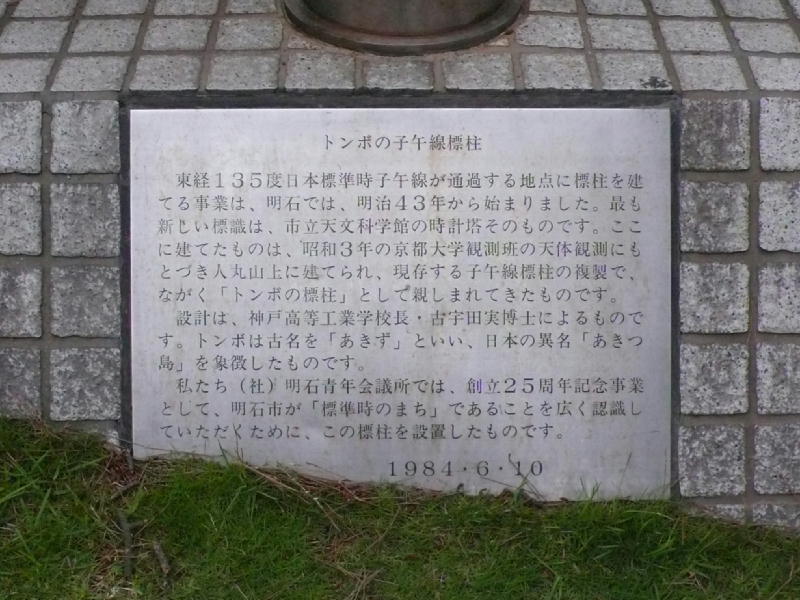 トンボの子午線標柱
東経135度日本標準時子午線が通過する地点に標柱を建
てる事業は、明石では、明治43年から始まりました。最も
新しい標識は、市立天文科学館の時計塔そのものです。ここ
に建てたものは、昭和3年の京都大学観測班の天体観測にも
とづき人丸山上に建てられ、現存する子午線標柱の複製で、
ながく「トンボの標柱」として親しまれてきたものです。
設計は、神戸高等工業学校長・古宇田実博士によるもので
す。トンボは古名を「あきず」といい、日本の異名「あきつ
島」を象徴したものです。
私たち（社）明石青年会議所では、創立25周年記念事業
として、明石市が「標準時のまち」であることを広く認識し
ていただくために、この標柱を設置したものです。
1984・6・10